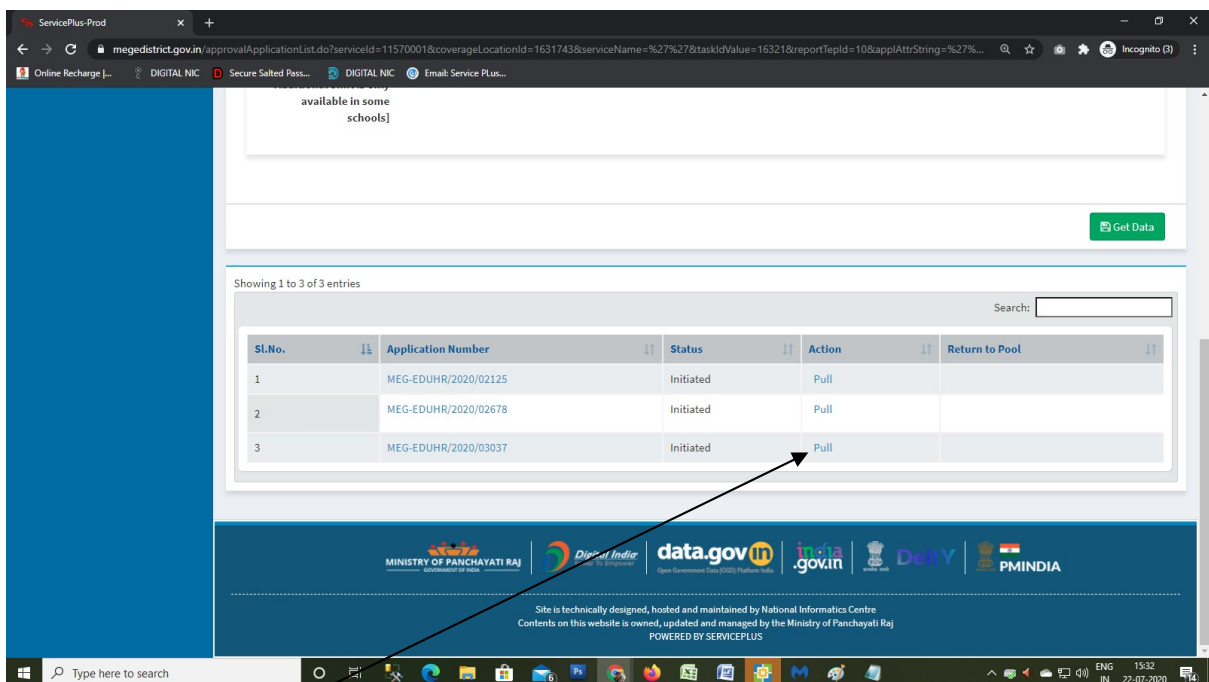 ServicePlus-Prod
megedistrict.gov.in/approvalApplicationList.do?serviceId=11570001&coverageLocationId=1631743&serviceName=%27%27&taskIdValue=16321&reportTepId=10&applAttrString=%27%...
Incognito (3)
Online Recharge |...
DIGITAL NIC
Secure Salted Pass...
DIGITAL NIC
Email: Service PLus...
available in some
schools]
Get Data
Showing 1 to 3 of 3 entries
Search:
Sl.No. Application Number Status Action Return to Pool
1 MEG-EDUHR/2020/02125 Initiated Pull
2 MEG-EDUHR/2020/02678 Initiated Pull
3 MEG-EDUHR/2020/03037 Initiated Pull
MINISTRY OF PANCHAYATI RAJ
GOVERNMENT OF INDIA
Digital India
Power To Empower
data.gov in
Open Government Data (OGD) Platform India
india
.gov.in
DeitY
PMINDIA
Site is technically designed, hosted and maintained by National Informatics Centre
Contents on this website is owned, updated and managed by the Ministry of Panchayati Raj
POWERED BY SERVICEPLUS
Type here to search
ENG
IN
15:32
22-07-2020